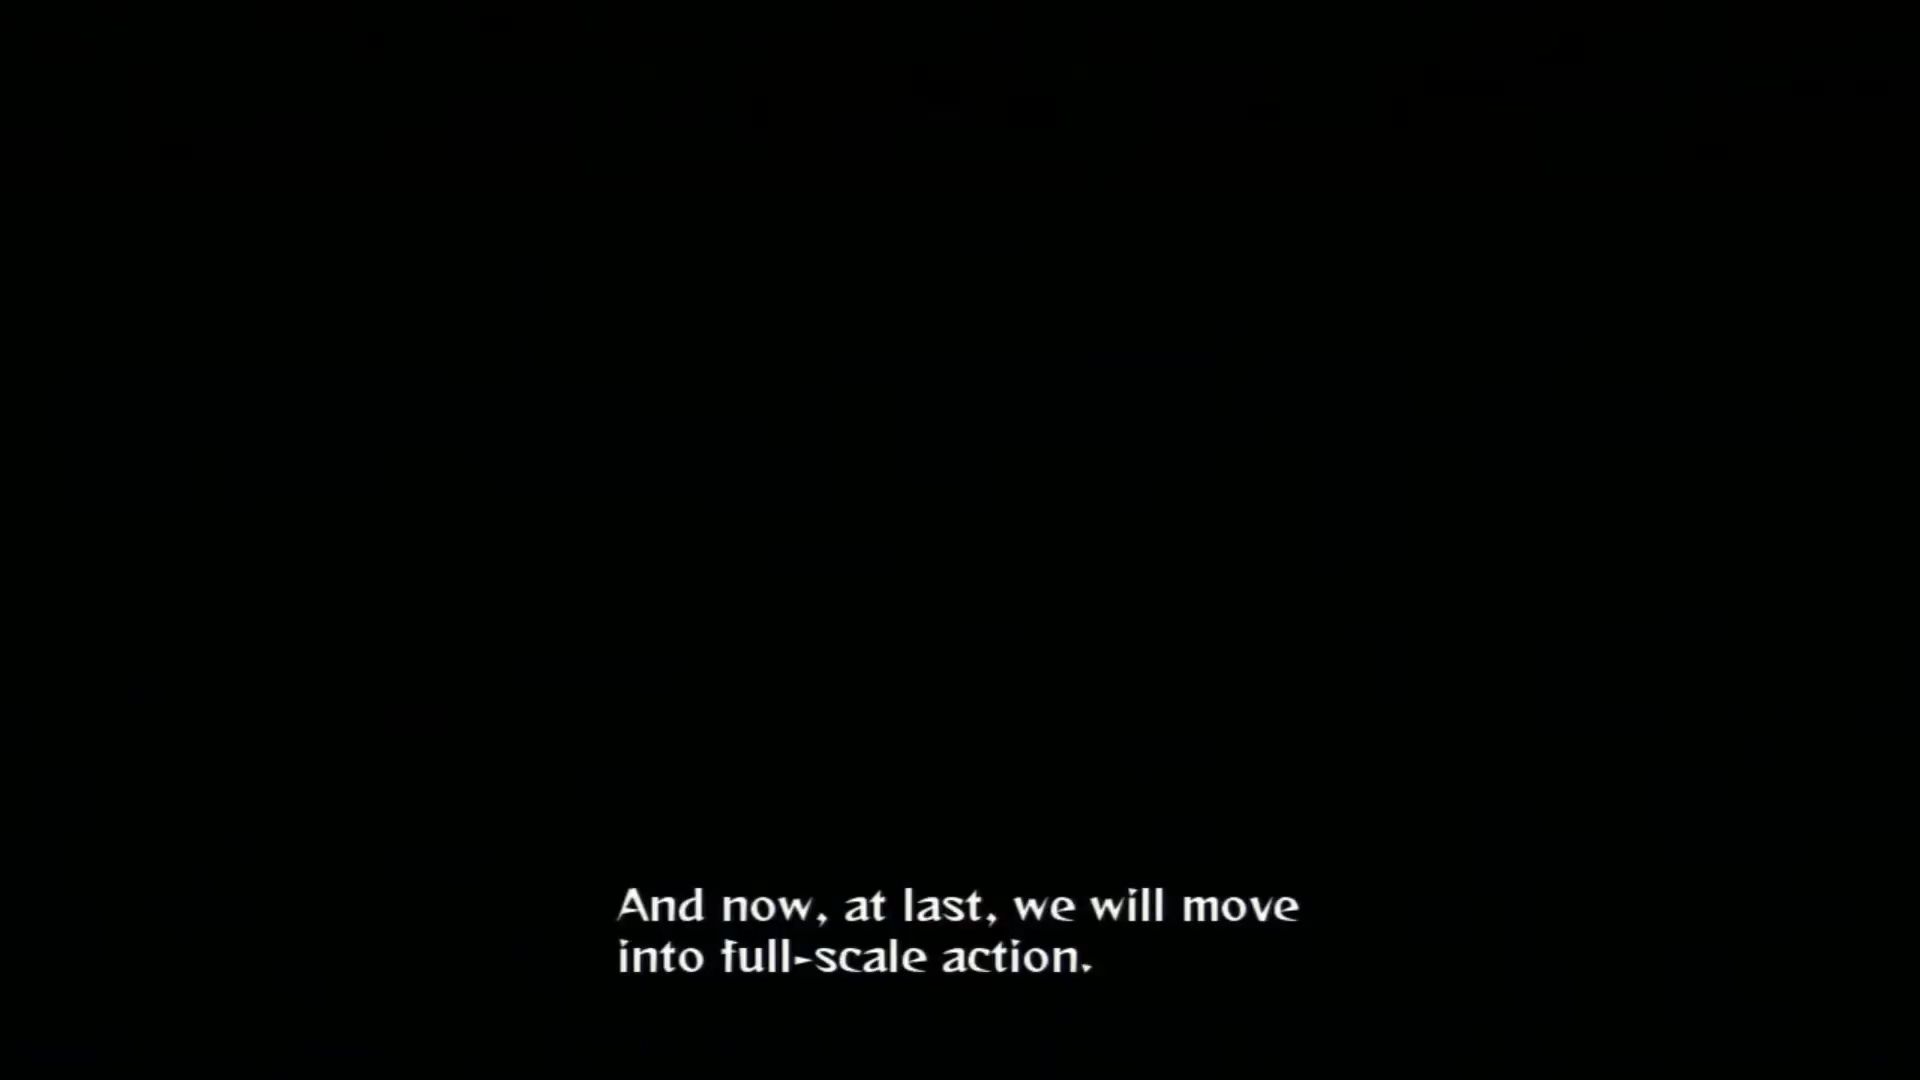 And now, at last, we will move
into full-scale action.